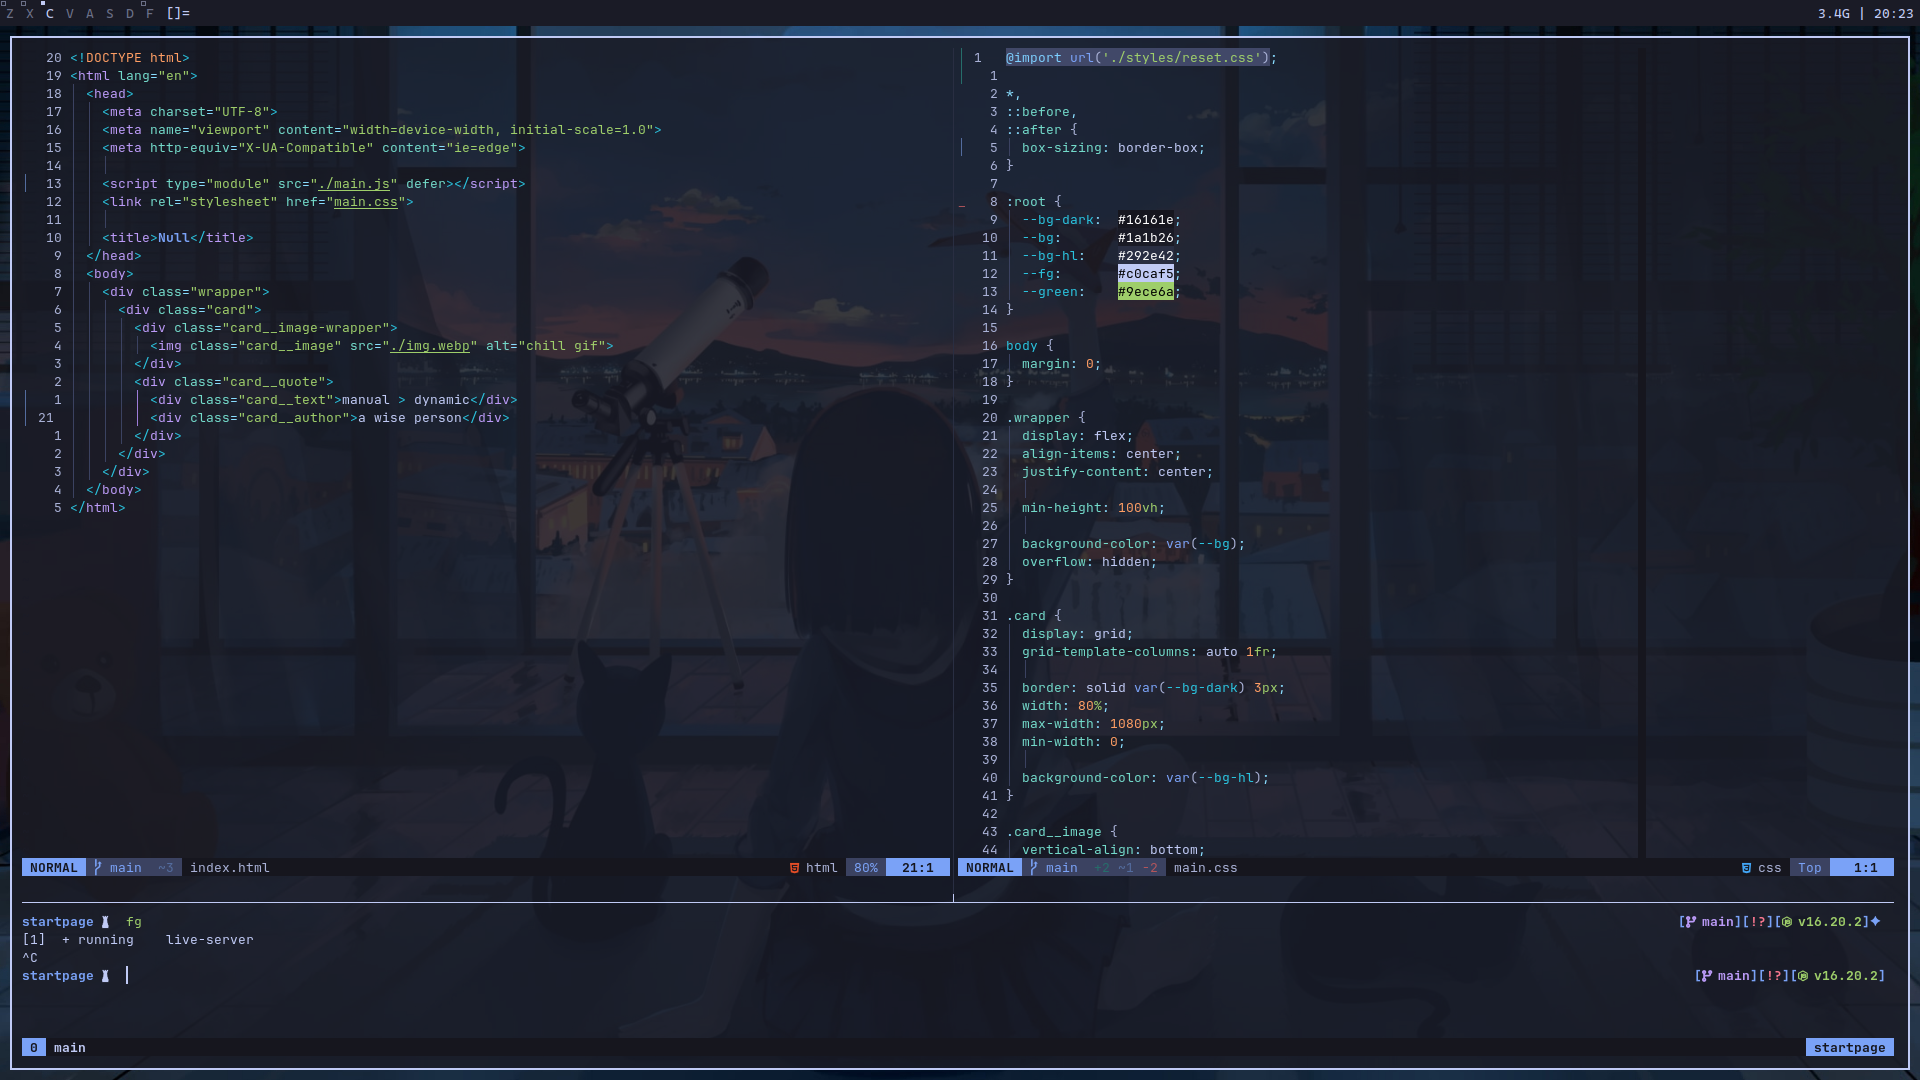 Z X C V A S D F []=
3.4G | 20:23
20 <!DOCTYPE html>
19 <html lang="en">
18 <head>
17 <meta charset="UTF-8">
16 <meta name="viewport" content="width=device-width, initial-scale=1.0">
15 <meta http-equiv="X-UA-Compatible" content="ie=edge">
14
13 <script type="module" src="./main.js" defer></script>
12 <link rel="stylesheet" href="main.css">
11
10 <title>Null</title>
9 </head>
8 <body>
7 <div class="wrapper">
6 <div class="card">
5 <div class="card__image-wrapper">
4 <img class="card__image" src="./img.webp" alt="chill gif">
3 </div>
2 <div class="card__quote">
1 <div class="card__text">manual > dynamic</div>
21 <div class="card__author">a wise person</div>
1 </div>
2 </div>
3 </div>
4 </body>
5 </html>
NORMAL main ~3 index.html html 80% 21:1
1 @import url('./styles/reset.css');
1
2 *,
3 ::before,
4 ::after {
5 box-sizing: border-box;
6 }
7
8 :root {
9 --bg-dark: #16161e;
10 --bg: #1a1b26;
11 --bg-hl: #292e42;
12 --fg: #c0caf5;
13 --green: #9ece6a;
14 }
15
16 body {
17 margin: 0;
18 }
19
20 .wrapper {
21 display: flex;
22 align-items: center;
23 justify-content: center;
24
25 min-height: 100vh;
26
27 background-color: var(--bg);
28 overflow: hidden;
29 }
30
31 .card {
32 display: grid;
33 grid-template-columns: auto 1fr;
34
35 border: solid var(--bg-dark) 3px;
36 width: 80%;
37 max-width: 1080px;
38 min-width: 0;
39
40 background-color: var(--bg-hl);
41 }
42
43 .card__image {
44 vertical-align: bottom;
NORMAL main +2 ~1 -2 main.css css Top 1:1
startpage fg [main][!?][v16.20.2]
[1] + running live-server
^C
startpage [main][!?][v16.20.2]
0 main startpage